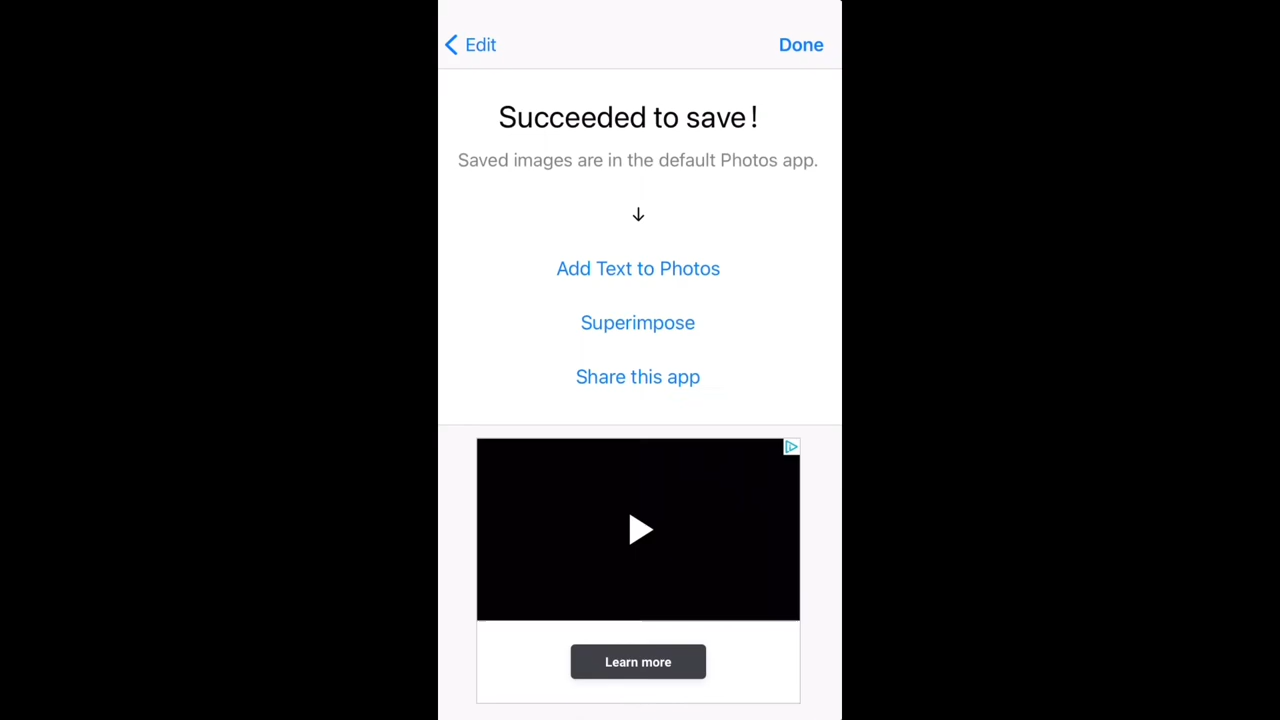 Edit
Done
Succeeded to save!
Saved images are in the default Photos app.
↓
Add Text to Photos
Superimpose
Share this app
Learn more